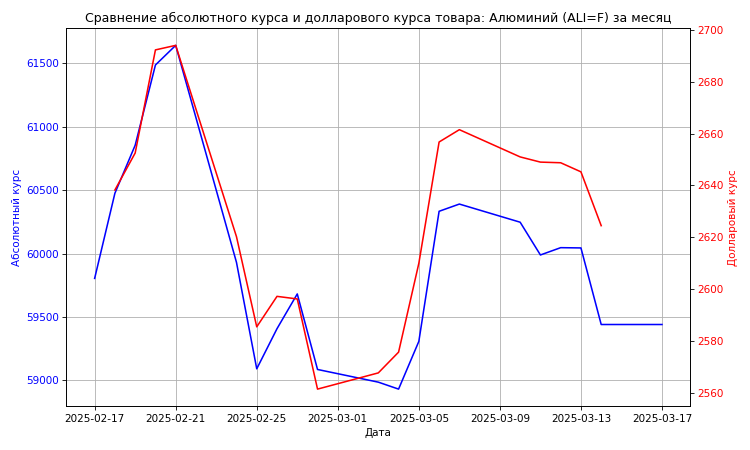 Сравнение абсолютного курса и долларового курса товара: Алюминий (ALI=F) за месяц
Абсолютный курс
61500
61000
60500
60000
59500
59000
2700
2680
2660
2640
2620
2600
2580
2560
Долларовый курс
2025-02-17 2025-02-21 2025-02-25 2025-03-01 2025-03-05 2025-03-09 2025-03-13 2025-03-17
Дата